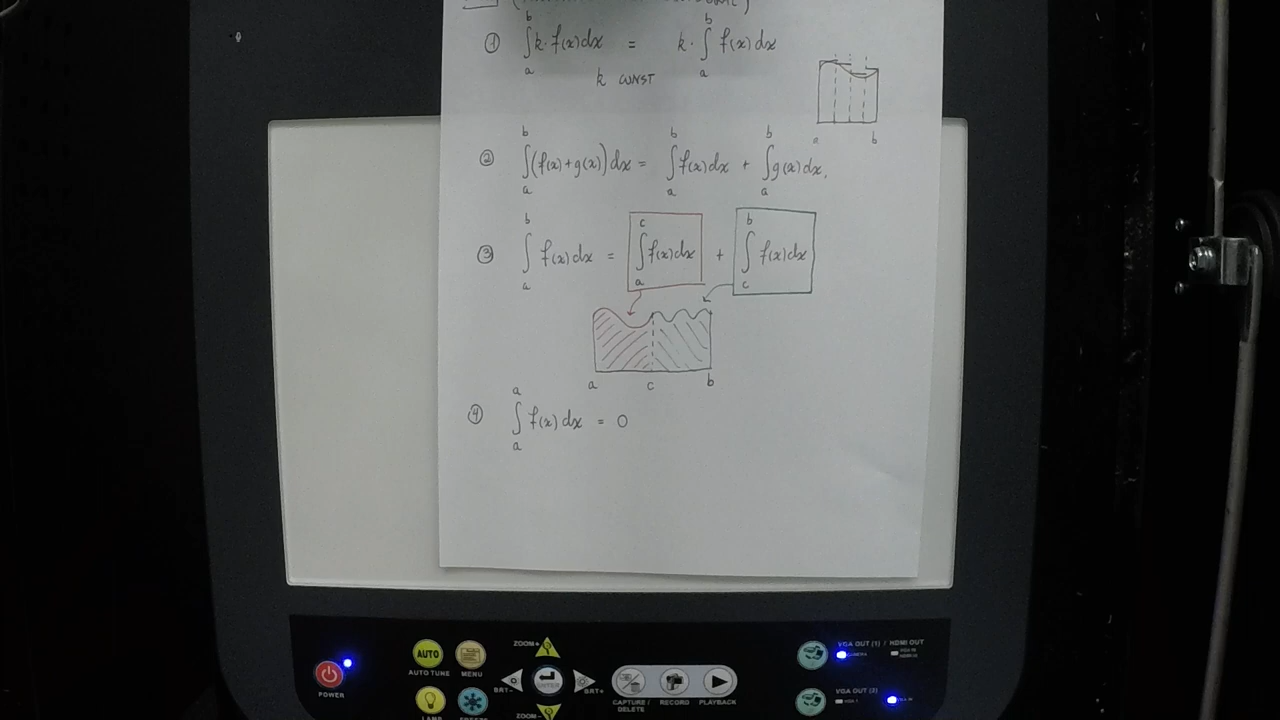 ① ∫ₐᵇ k·f(x)dx = k·∫ₐᵇ f(x)dx
k CONST
a b
② ∫ₐᵇ (f(x)+g(x))dx = ∫ₐᵇ f(x)dx + ∫ₐᵇ g(x)dx,
③ ∫ₐᵇ f(x)dx = ∫ₐᶜ f(x)dx + ∫꜀ᵇ f(x)dx
a c b
④ ∫ₐᵃ f(x)dx = 0
ZOOM+
VGA OUT (1) / HDMI OUT
AUTO
AUTO TUNE
MENU
POWER
BRT-
ENTER
BRT+
CAPTURE / DELETE
RECORD
PLAYBACK
VGA OUT (2)
LAMP
FREEZE
ZOOM-